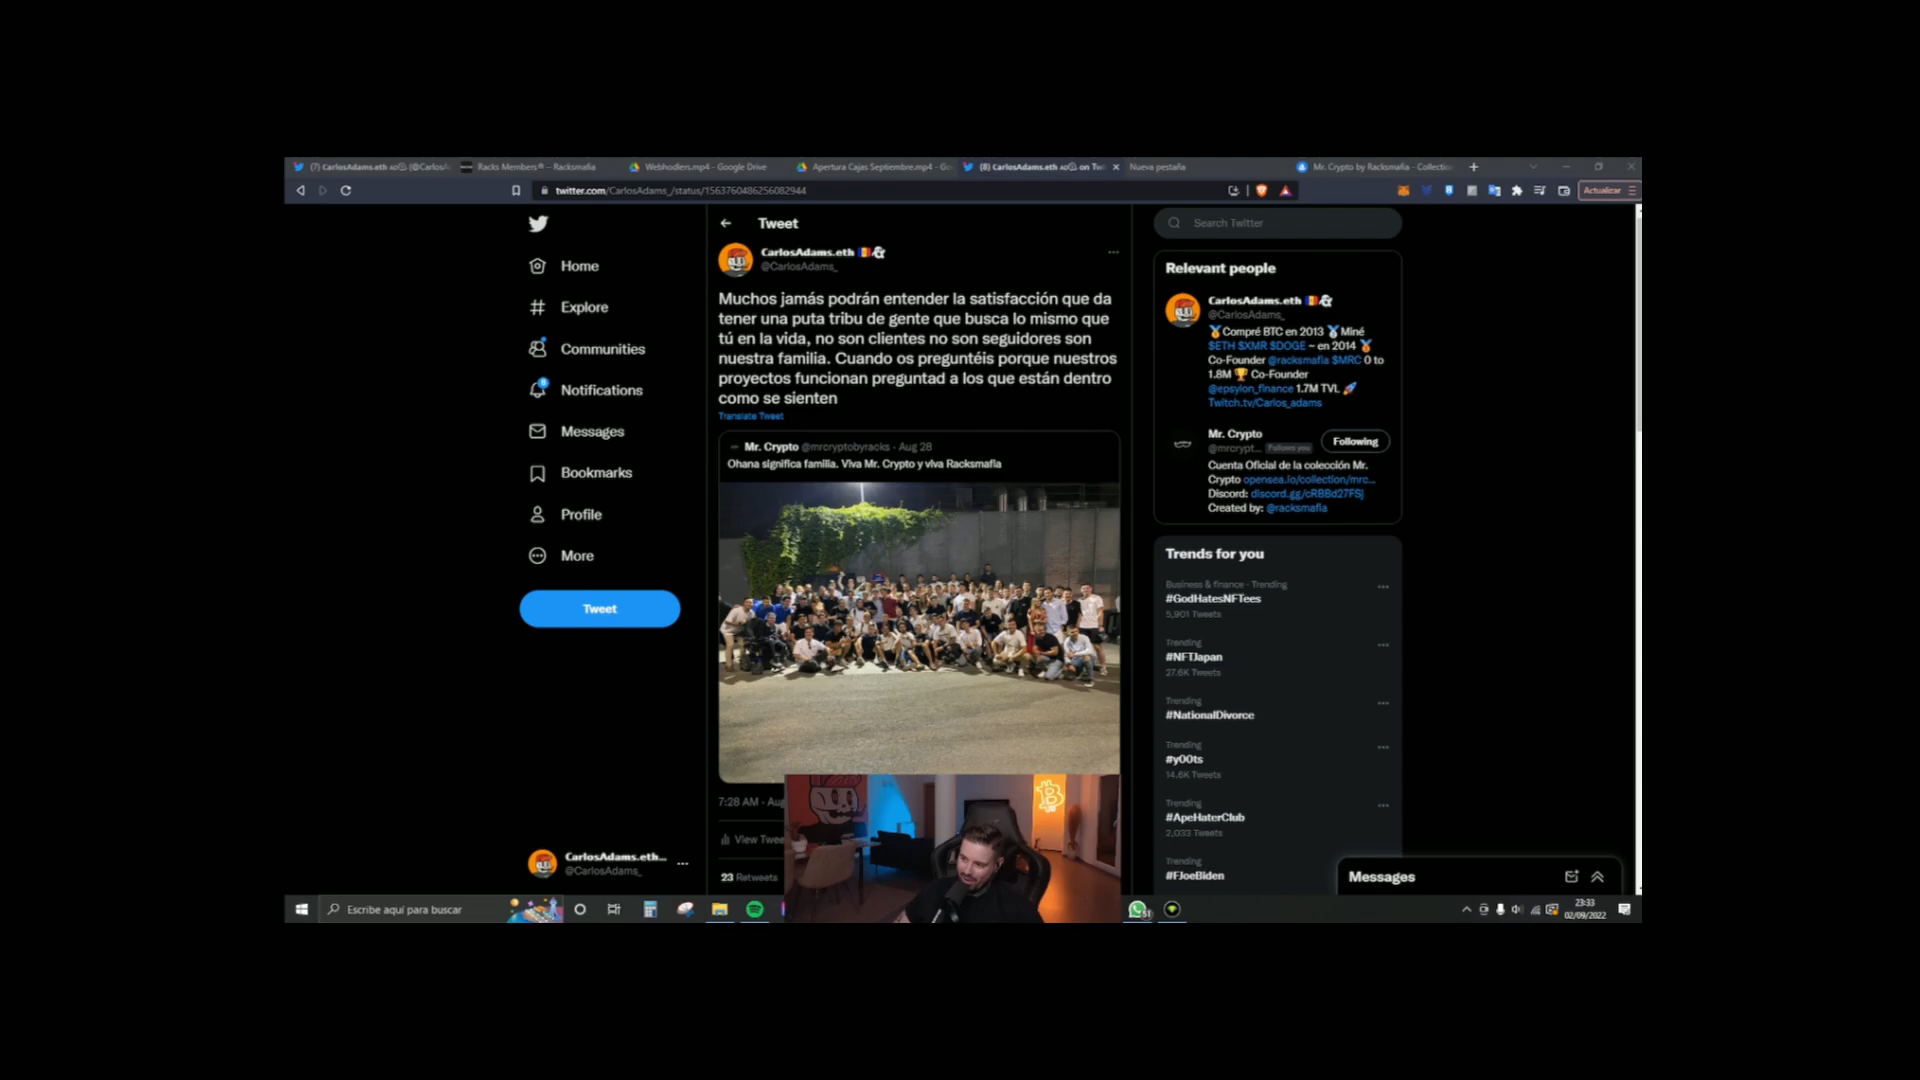 (7) CarlosAdams.eth
Racks Members® – Racksmafia
Webhodlers.mp4 - Google Drive
Apertura Cajas Septiembre.mp4 - Go
(8) CarlosAdams.eth on Tw
Nueva pestaña
Mr. Crypto by Racksmafia - Collectio
twitter.com/CarlosAdams_/status/1563760486256082944
Actualizar
Home
Explore
Communities
8
Notifications
Messages
Bookmarks
Profile
More
Tweet
CarlosAdams.eth...
@CarlosAdams_
Tweet
CarlosAdams.eth
@CarlosAdams_
Muchos jamás podrán entender la satisfacción que da
tener una puta tribu de gente que busca lo mismo que
tú en la vida, no son clientes no son seguidores son
nuestra familia. Cuando os preguntéis porque nuestros
proyectos funcionan preguntad a los que están dentro
como se sienten
Translate Tweet
Mr. Crypto @mrcryptobyracks · Aug 28
Ohana significa familia. Viva Mr. Crypto y viva Racksmafia
7:28 AM · Aug
View Twee
23 Retweets
Search Twitter
Relevant people
CarlosAdams.eth
@CarlosAdams_
🥇Compré BTC en 2013 🥈Miné
$ETH $XMR $DOGE ~ en 2014 🥉
Co-Founder @racksmafia $MRC 0 to
1.8M 🏆 Co-Founder
@epsylon_finance 1.7M TVL 🚀
Twitch.tv/Carlos_adams
Mr. Crypto
@mrcrypt... Follows you
Following
Cuenta Oficial de la colección Mr.
Crypto opensea.io/collection/mrc...
Discord: discord.gg/cRBBd27FSj
Created by: @racksmafia
Trends for you
Business & finance · Trending
#GodHatesNFTees
5,901 Tweets
Trending
#NFTJapan
27.6K Tweets
Trending
#NationalDivorce
Trending
#y00ts
14.6K Tweets
Trending
#ApeHaterClub
2,033 Tweets
Trending
#FJoeBiden
Messages
Escribe aquí para buscar
23:33
02/09/2022